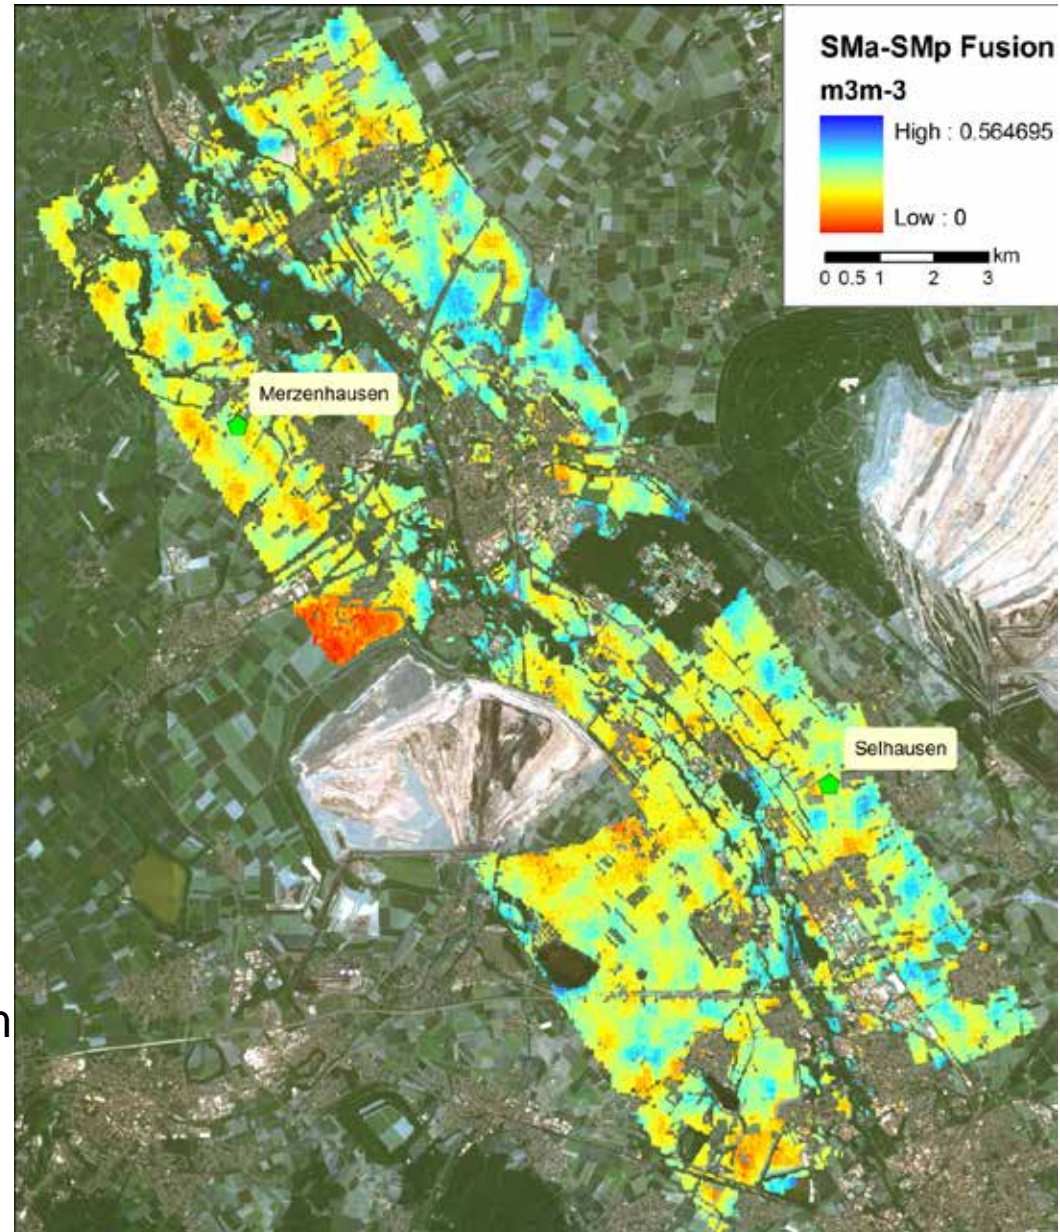 SMa-SMp Fusion
m3m-3
High : 0.564695
Low : 0
km
0 0.5 1 2 3
Merzenhausen
Selhausen
n